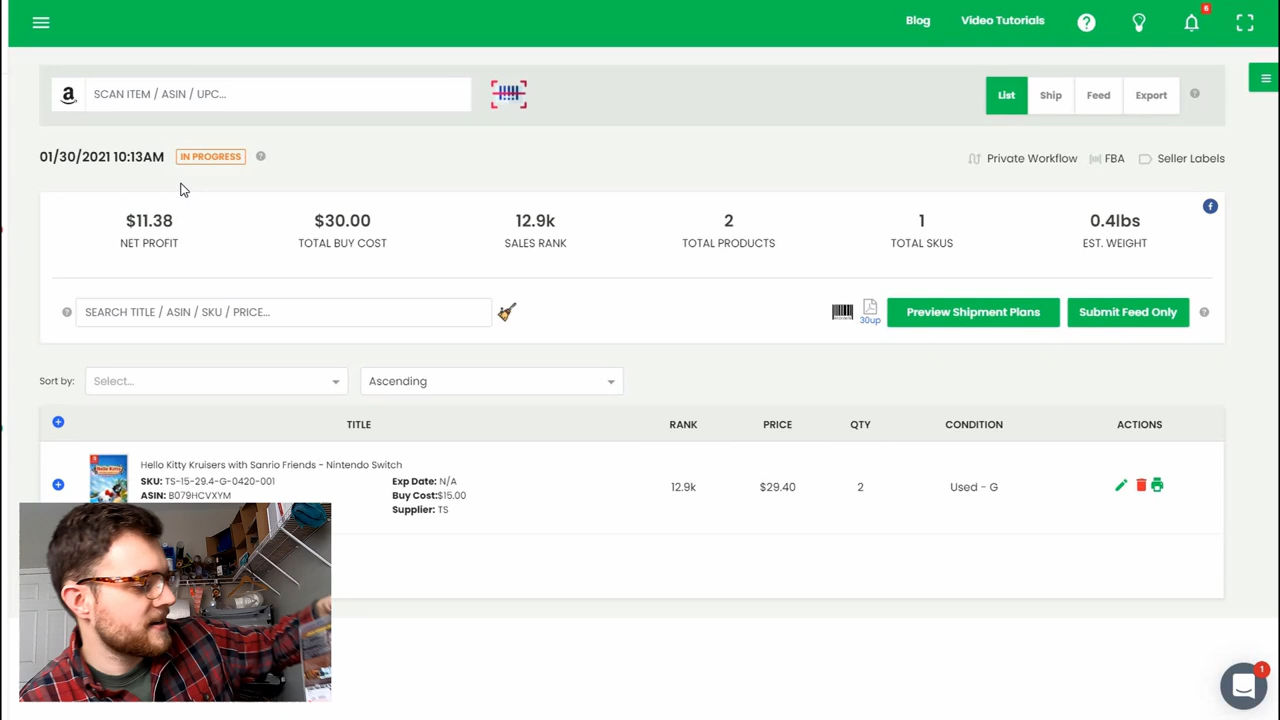 Blog
Video Tutorials
6
SCAN ITEM / ASIN / UPC...
List
Ship
Feed
Export
01/30/2021 10:13AM
IN PROGRESS
Private Workflow
FBA
Seller Labels
$11.38
$30.00
12.9k
2
1
0.4lbs
NET PROFIT
TOTAL BUY COST
SALES RANK
TOTAL PRODUCTS
TOTAL SKUS
EST. WEIGHT
SEARCH TITLE / ASIN / SKU / PRICE...
30up
Preview Shipment Plans
Submit Feed Only
Sort by:
Select...
Ascending
TITLE
RANK
PRICE
QTY
CONDITION
ACTIONS
Hello Kitty Kruisers with Sanrio Friends - Nintendo Switch
SKU: TS-15-29.4-G-0420-001
Exp Date: N/A
ASIN: B079HCVXYM
Buy Cost:$15.00
Supplier: TS
12.9k
$29.40
2
Used - G
1